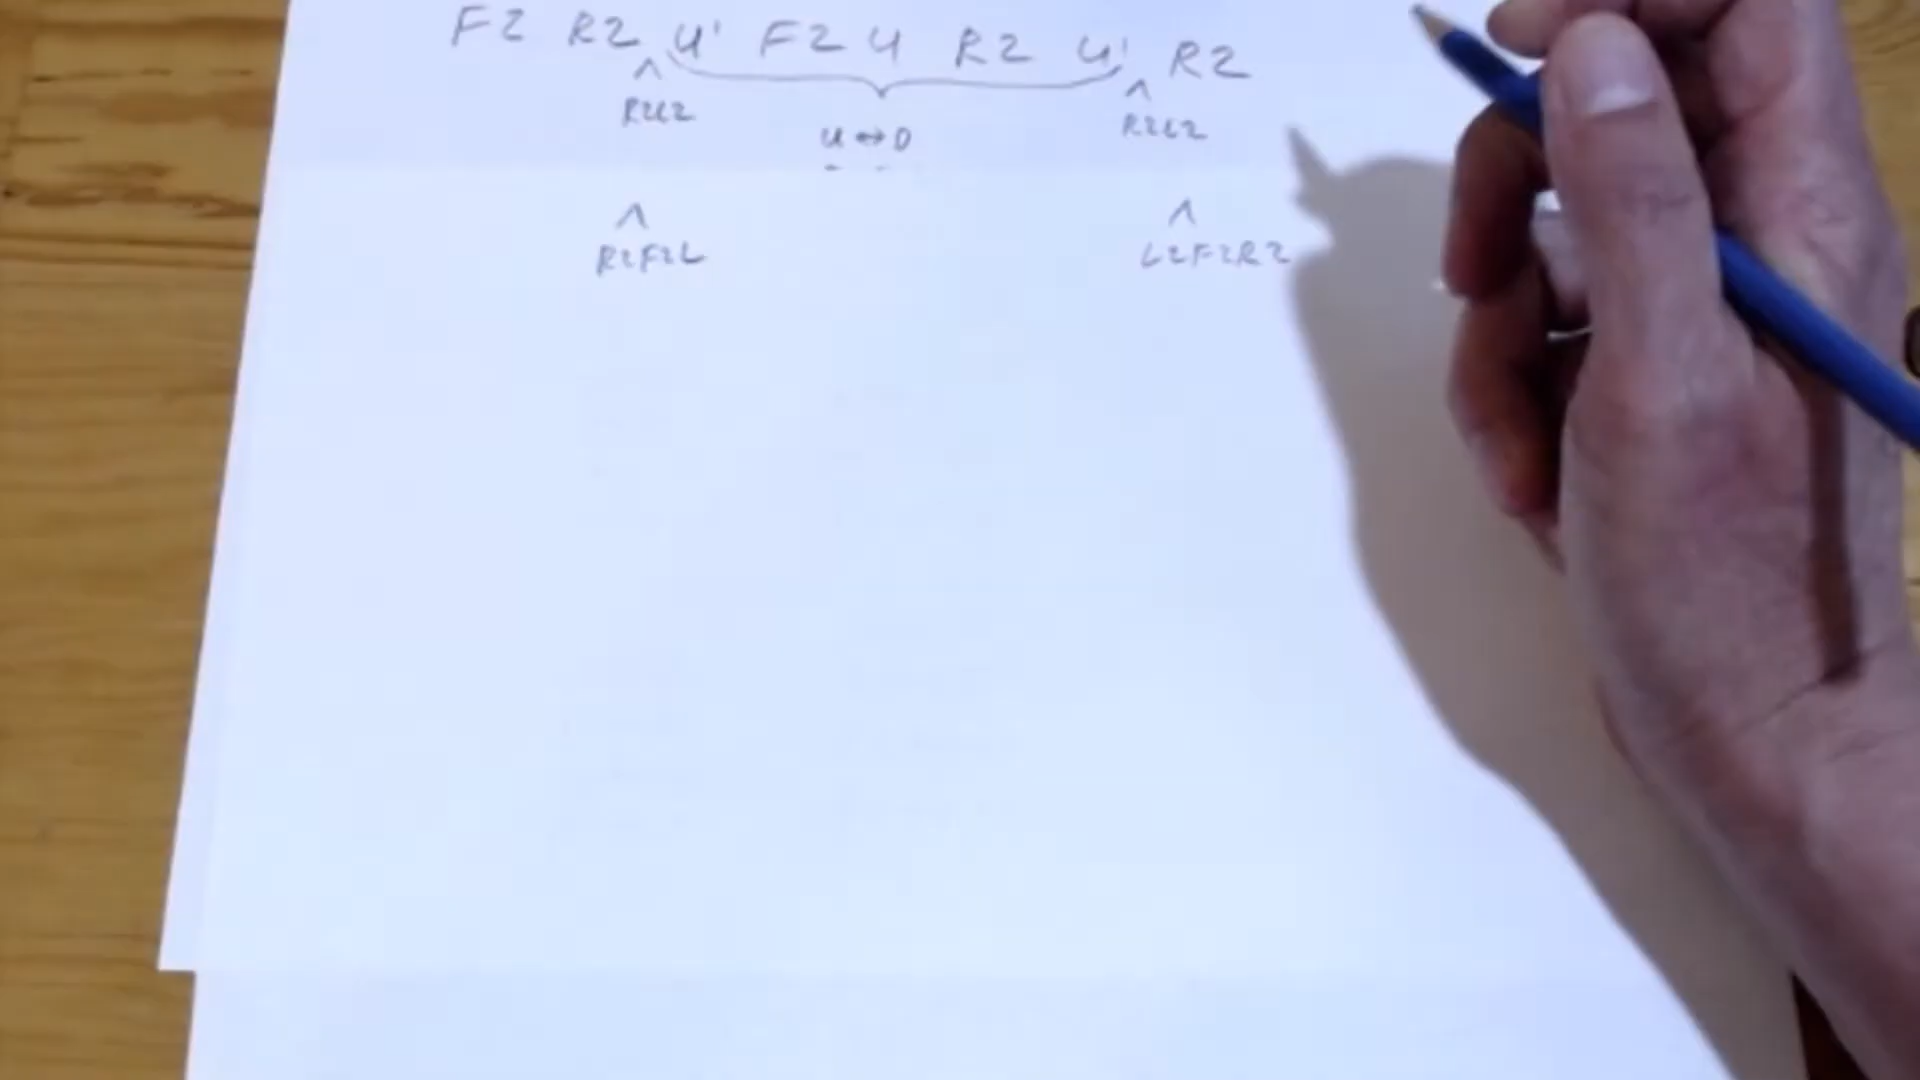 F2 R2 U' F2 U R2 U' R2
^ ^
R2L2 R2L2
U ↔ D
^ ^
R2F2L L2F2R2